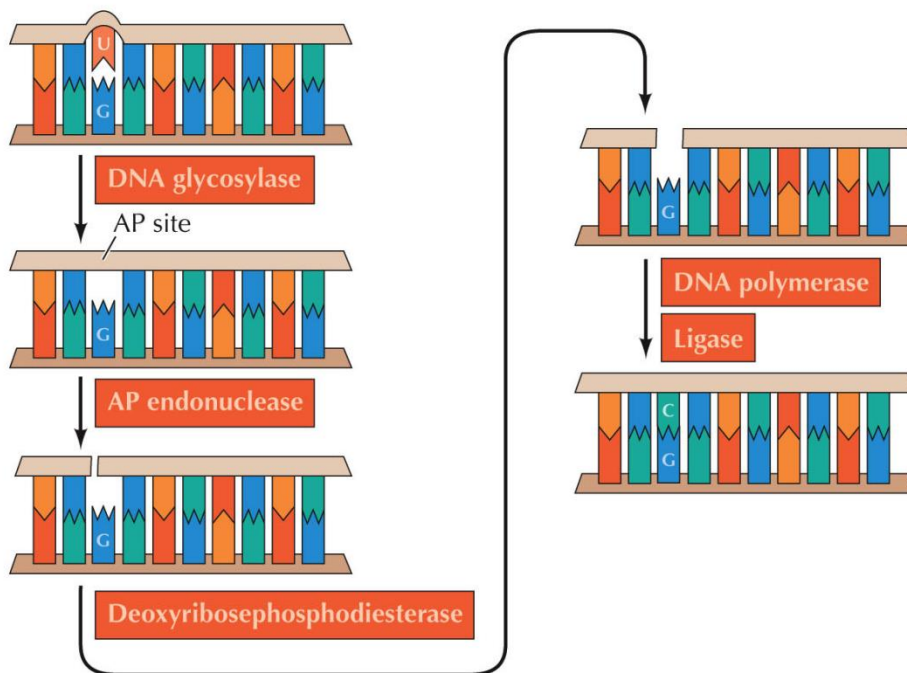 U
G
DNA glycosylase
AP site
G
AP endonuclease
G
Deoxyribosephosphodiesterase
G
DNA polymerase
Ligase
C
G